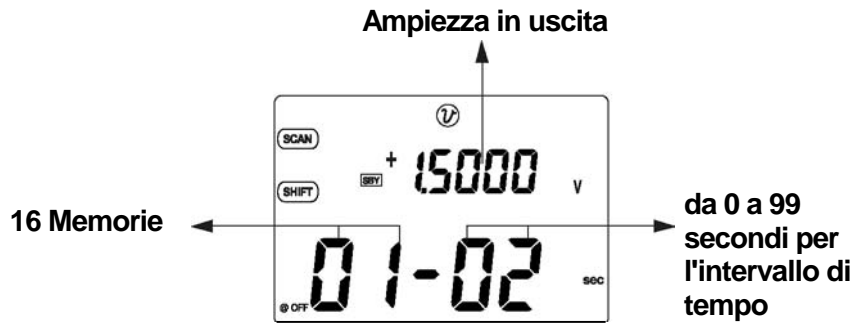 Ampiezza in uscita
V
SCAN
+ 1.5000 V
SBY
SHIFT
16 Memorie
da 0 a 99
secondi per
l'intervallo di
tempo
01-02 sec
@ OFF